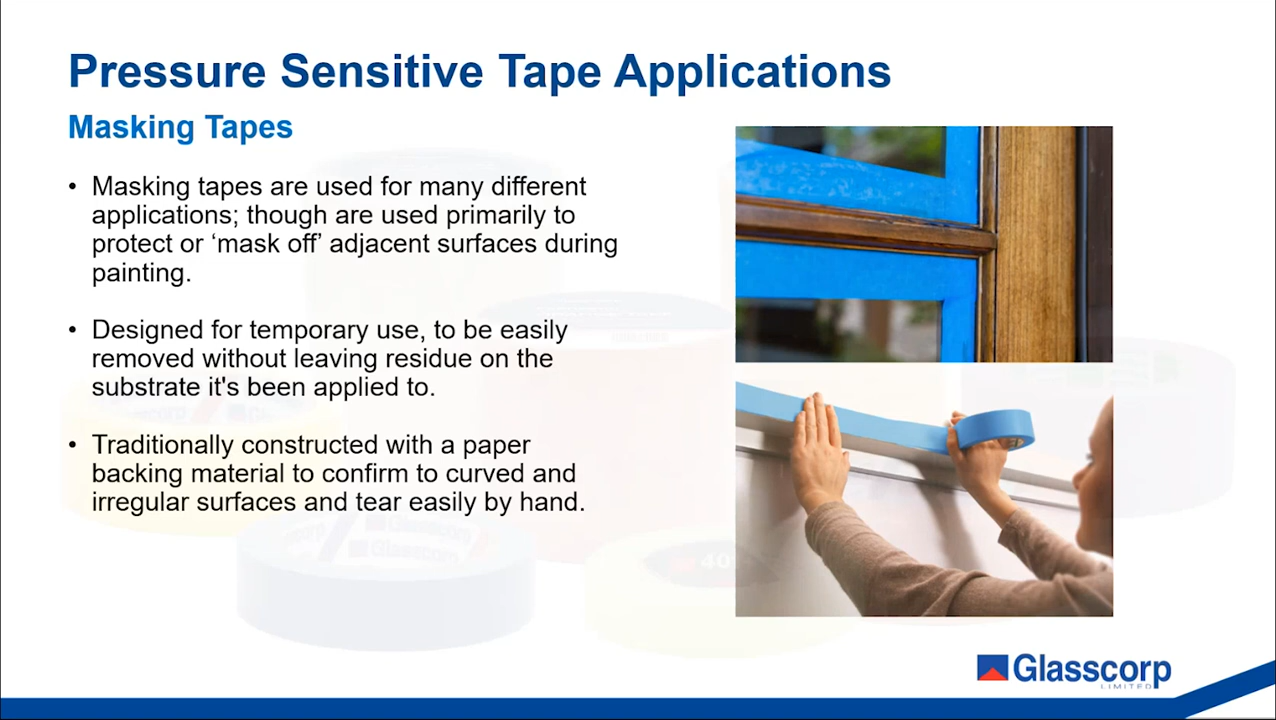 Pressure Sensitive Tape Applications
Masking Tapes
• Masking tapes are used for many different
applications; though are used primarily to
protect or ‘mask off’ adjacent surfaces during
painting.
• Designed for temporary use, to be easily
removed without leaving residue on the
substrate it's been applied to.
• Traditionally constructed with a paper
backing material to confirm to curved and
irregular surfaces and tear easily by hand.
Glasscorp
Glasscorp
Glasscorp
LIMITED